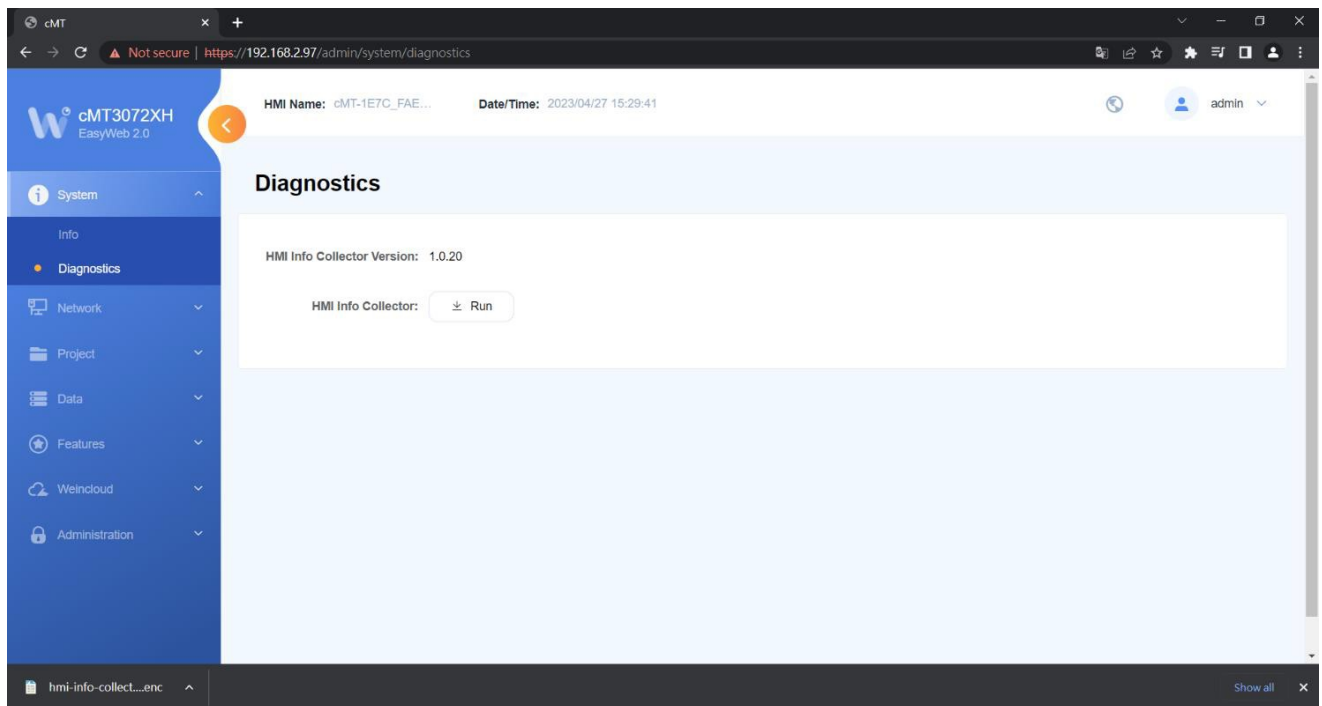 cMT
Not secure | https://192.168.2.97/admin/system/diagnostics
cMT3072XH
EasyWeb 2.0
HMI Name: cMT-1E7C_FAE... Date/Time: 2023/04/27 15:29:41
admin
System
Info
Diagnostics
Network
Project
Data
Features
Weincloud
Administration
Diagnostics
HMI Info Collector Version: 1.0.20
HMI Info Collector: Run
hmi-info-collect....enc
Show all